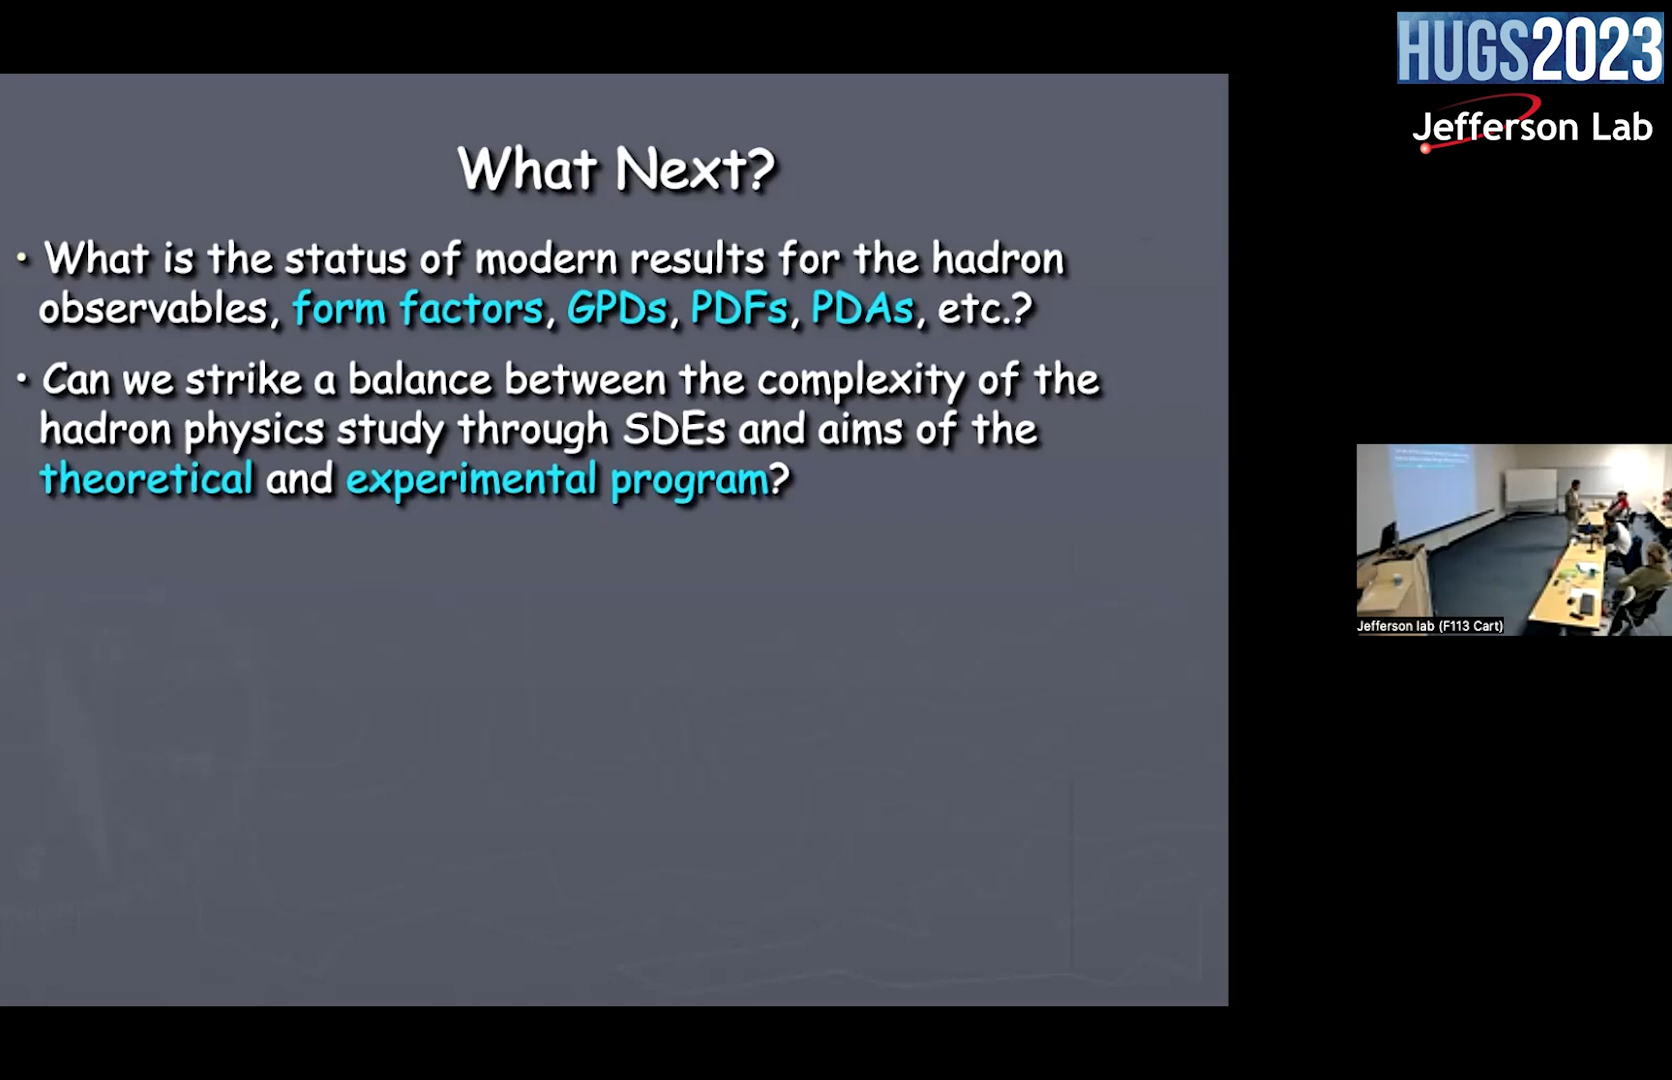 HUGS2023
Jefferson Lab
What Next?
• What is the status of modern results for the hadron
observables, form factors, GPDs, PDFs, PDAs, etc.?
• Can we strike a balance between the complexity of the
hadron physics study through SDEs and aims of the
theoretical and experimental program?
Jefferson lab (F113 Cart)